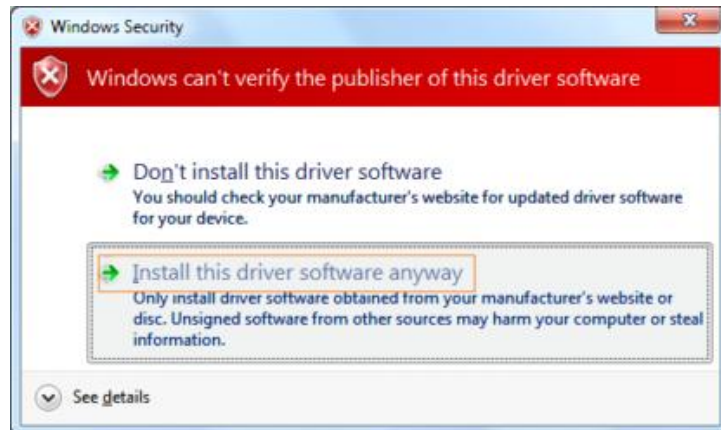 Windows Security
Windows can't verify the publisher of this driver software
Don't install this driver software
You should check your manufacturer's website for updated driver software
for your device.
Install this driver software anyway
Only install driver software obtained from your manufacturer's website or
disc. Unsigned software from other sources may harm your computer or steal
information.
See details